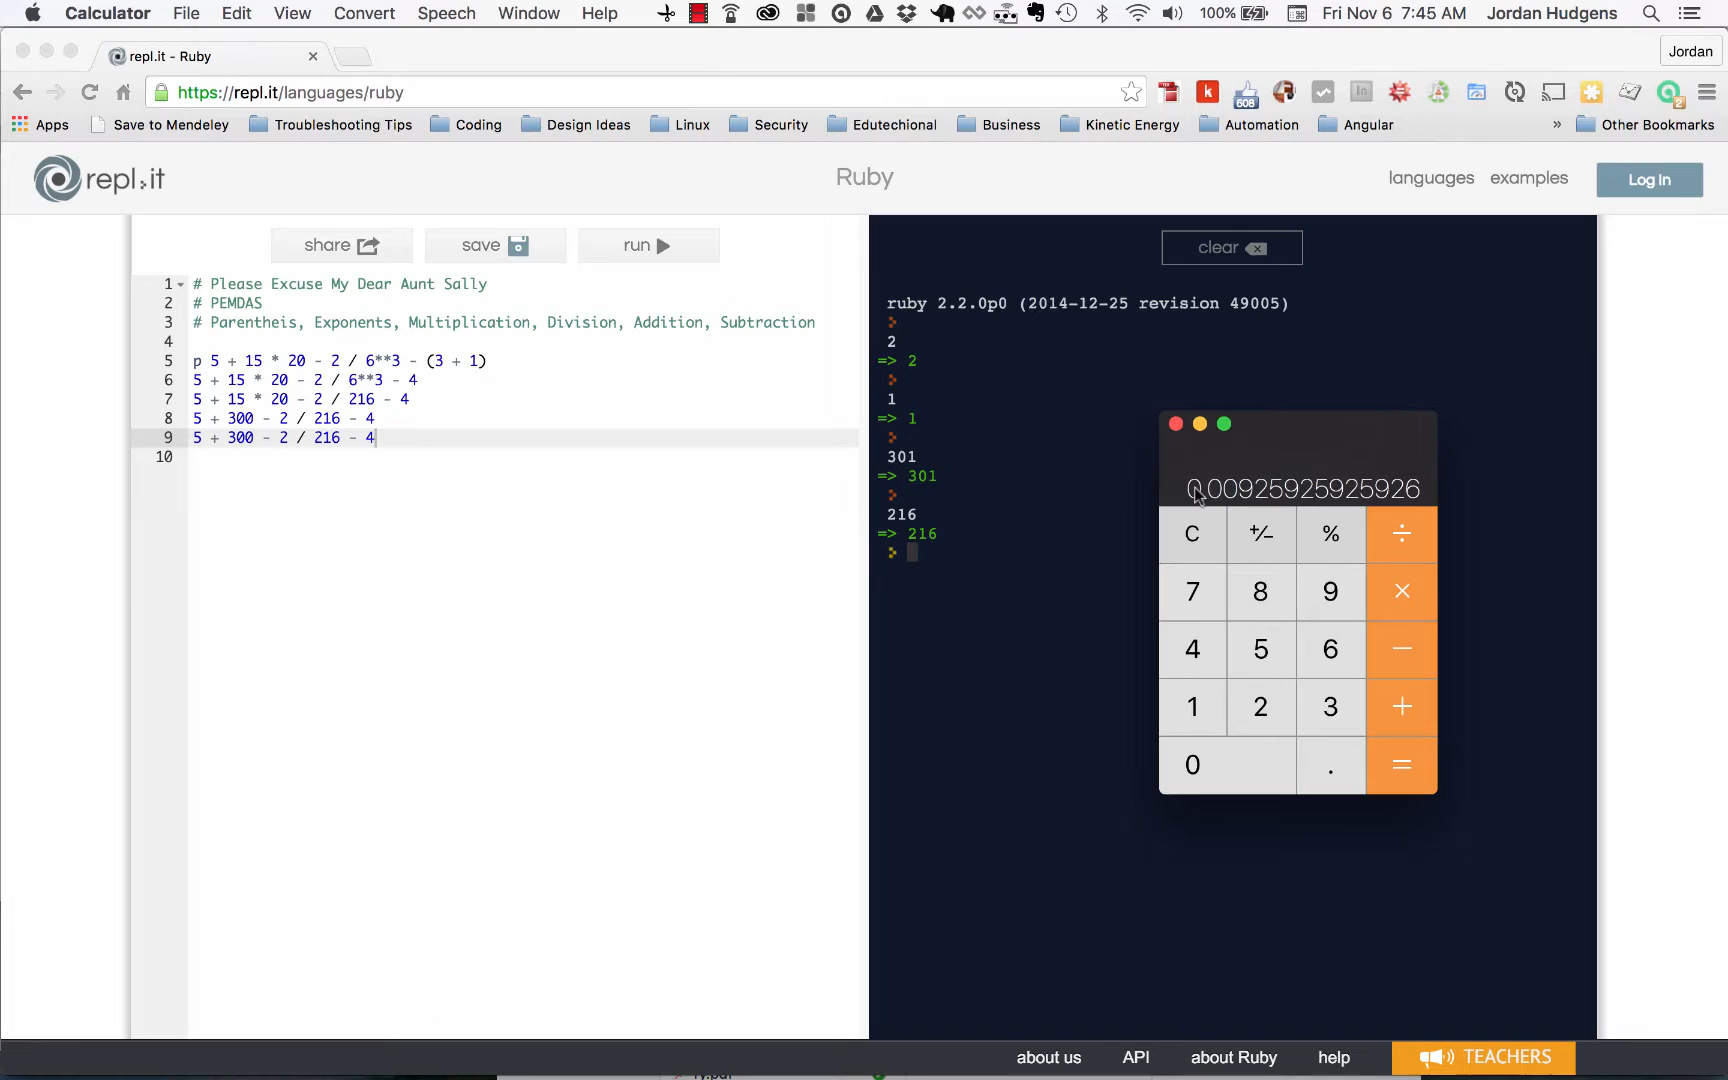 Calculator File Edit View Convert Speech Window Help 100% Fri Nov 6 7:45 AM Jordan Hudgens
repl.it - Ruby Jordan
https://repl.it/languages/ruby 608 2
Apps Save to Mendeley Troubleshooting Tips Coding Design Ideas Linux Security Edutechional Business Kinetic Energy Automation Angular » Other Bookmarks
repl.it Ruby languages examples Log In
share save run clear
1 # Please Excuse My Dear Aunt Sally
2 # PEMDAS
3 # Parentheis, Exponents, Multiplication, Division, Addition, Subtraction
4
5 p 5 + 15 * 20 - 2 / 6**3 - (3 + 1)
6 5 + 15 * 20 - 2 / 6**3 - 4
7 5 + 15 * 20 - 2 / 216 - 4
8 5 + 300 - 2 / 216 - 4
9 5 + 300 - 2 / 216 - 4
10
ruby 2.2.0p0 (2014-12-25 revision 49005)
2
=> 2
1
=> 1
301
=> 301
216
=> 216
0.00925925925926
C +/− % ÷
7 8 9 ×
4 5 6 −
1 2 3 +
0 . =
about us API about Ruby help TEACHERS